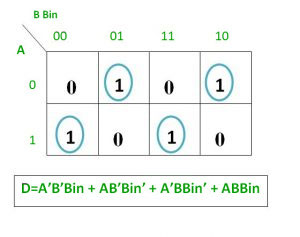 B Bin
00 01 11 10
A
0 0 1 0 1
1 1 0 1 0
D=A′B′Bin + AB′Bin′ + A′BBin′ + ABBin